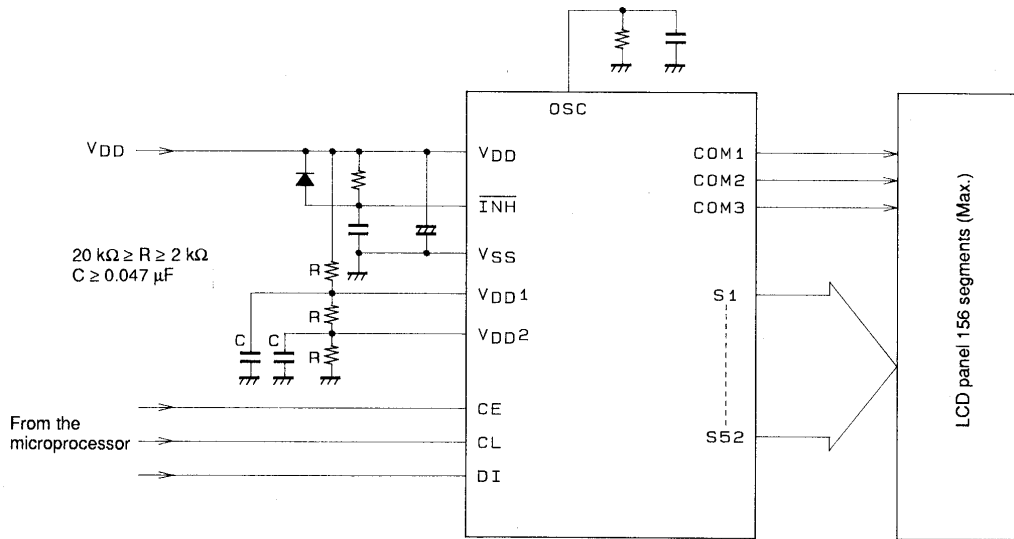 OSC
VDD
VDD
COM1
COM2
INH
COM3
20 kΩ ≥ R ≥ 2 kΩ
C ≥ 0.047 μF
VSS
R
VDD1
S1
R
C
C
VDD2
R
CE
From the
microprocessor
CL
S52
DI
LCD panel 156 segments (Max.)